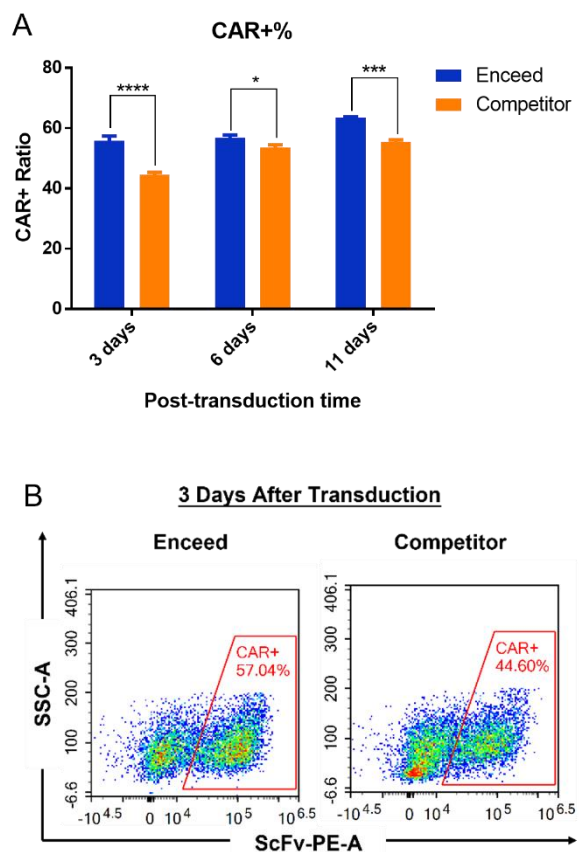 A
CAR+%
80
60
40
20
0
CAR+ Ratio
****
*
***
Enceed
Competitor
3 days
6 days
11 days
Post-transduction time
B
3 Days After Transduction
Enceed
Competitor
SSC-A
406.1
300
200
100
-6.6
CAR+
57.04%
-10^4.5 0 10^4 10^5 10^6.5
406.1
300
200
100
-6.6
CAR+
44.60%
-10^4.5 0 10^4 10^5 10^6.5
ScFv-PE-A